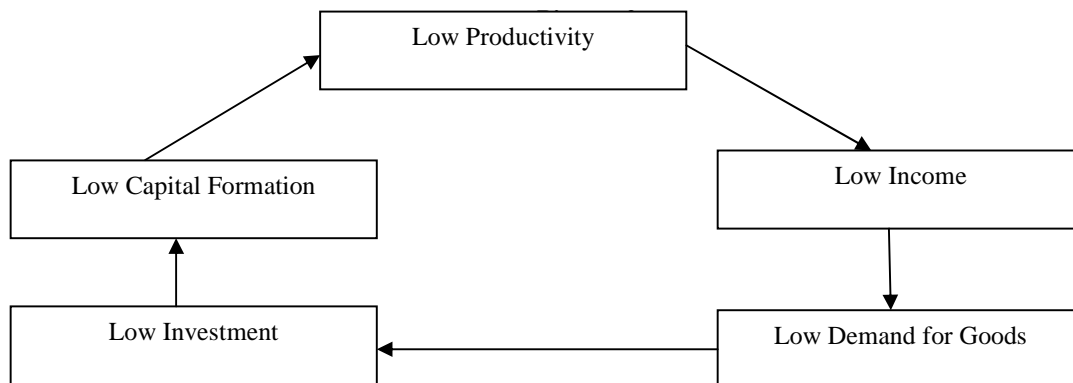 Low Productivity
Low Capital Formation
Low Income
Low Investment
Low Demand for Goods